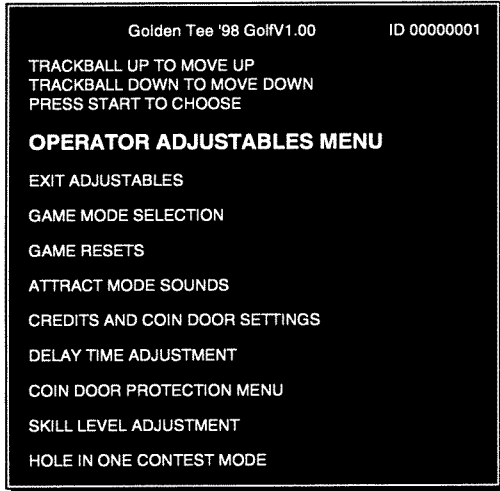 Golden Tee '98 GolfV1.00 ID 00000001
TRACKBALL UP TO MOVE UP
TRACKBALL DOWN TO MOVE DOWN
PRESS START TO CHOOSE
OPERATOR ADJUSTABLES MENU
EXIT ADJUSTABLES
GAME MODE SELECTION
GAME RESETS
ATTRACT MODE SOUNDS
CREDITS AND COIN DOOR SETTINGS
DELAY TIME ADJUSTMENT
COIN DOOR PROTECTION MENU
SKILL LEVEL ADJUSTMENT
HOLE IN ONE CONTEST MODE